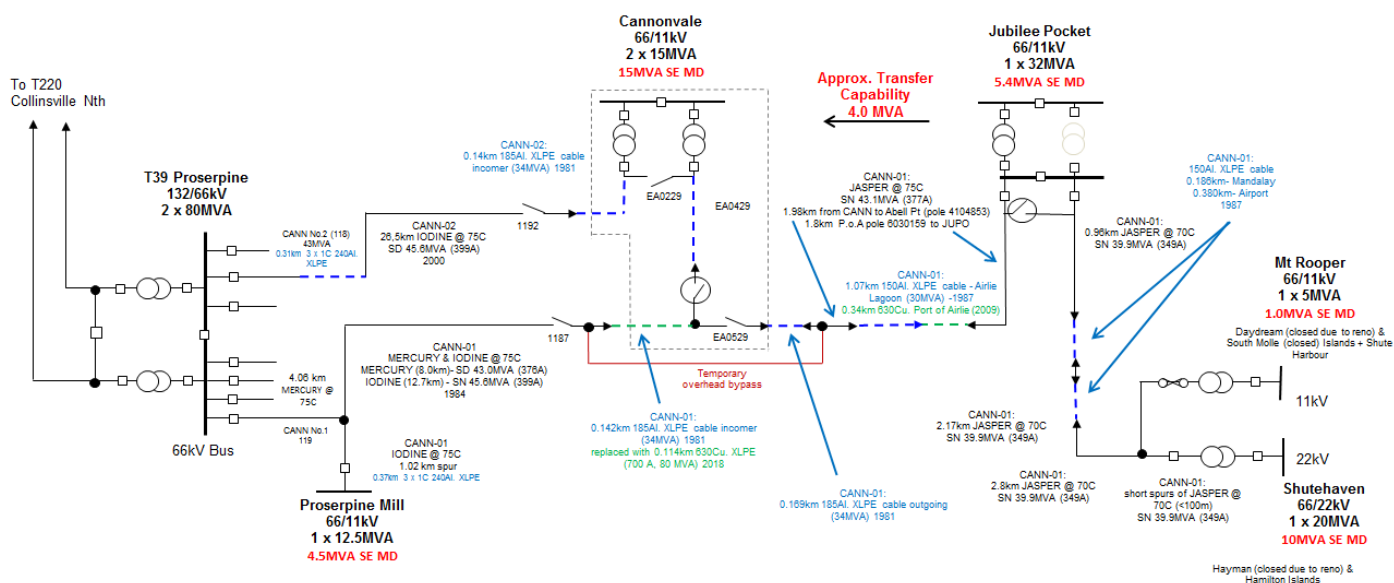 Cannonvale
66/11kV
2 x 15MVA
15MVA SE MD
Jubilee Pocket
66/11kV
1 x 32MVA
5.4MVA SE MD
Approx. Transfer
Capability
4.0 MVA
To T220
Collinsville Nth
T39 Proserpine
132/66kV
2 x 80MVA
CANN-02:
0.14km 185Al. XLPE cable
incomer (34MVA) 1981
EA0229
EA0429
1192
CANN No.2 (118)
43MVA
0.31km 3 x 1C 240Al.
XLPE
CANN-02
26,5km IODINE @ 75C
SD 45.6MVA (399A)
2000
CANN-01:
JASPER @ 75C
SN 43.1MVA (377A)
1.98km from CANN to Abell Pt (pole 4104853)
1.8km P.o.A pole 6030159 to JUPO
CANN-01:
150Al. XLPE cable
0.186km- Mandalay
0.380km- Airport
1987
CANN-01:
0.96km JASPER @ 70C
SN 39.9MVA (349A)
CANN-01:
1.07km 150Al. XLPE cable - Airlie
Lagoon (30MVA) -1987
0.34km 630Cu. Port of Airlie (2009)
Mt Rooper
66/11kV
1 x 5MVA
1.0MVA SE MD
Daydream (closed due to reno) &
South Molle (closed) Islands + Shute
Harbour
1187
EA0529
CANN-01
MERCURY & IODINE @ 75C
MERCURY (8.0km)- SD 43.0MVA (376A)
IODINE (12.7km) - SN 45.6MVA (399A)
1984
Temporary
overhead bypass
4.06 km
MERCURY @
75C
CANN No.1
119
66kV Bus
CANN-01
IODINE @ 75C
1.02 km spur
0.37km 3 x 1C 240Al. XLPE
CANN-01:
0.142km 185Al. XLPE cable incomer
(34MVA) 1981
replaced with 0.114km 630Cu. XLPE
(700 A, 80 MVA) 2018
CANN-01:
0.169km 185Al. XLPE cable outgoing
(34MVA) 1981
CANN-01:
2.17km JASPER @ 70C
SN 39.9MVA (349A)
CANN-01:
2.8km JASPER @ 70C
SN 39.9MVA (349A)
CANN-01:
short spurs of JASPER @
70C (<100m)
SN 39.9MVA (349A)
11kV
22kV
Proserpine Mill
66/11kV
1 x 12.5MVA
4.5MVA SE MD
Shutehaven
66/22kV
1 x 20MVA
10MVA SE MD
Hayman (closed due to reno) &
Hamilton Islands